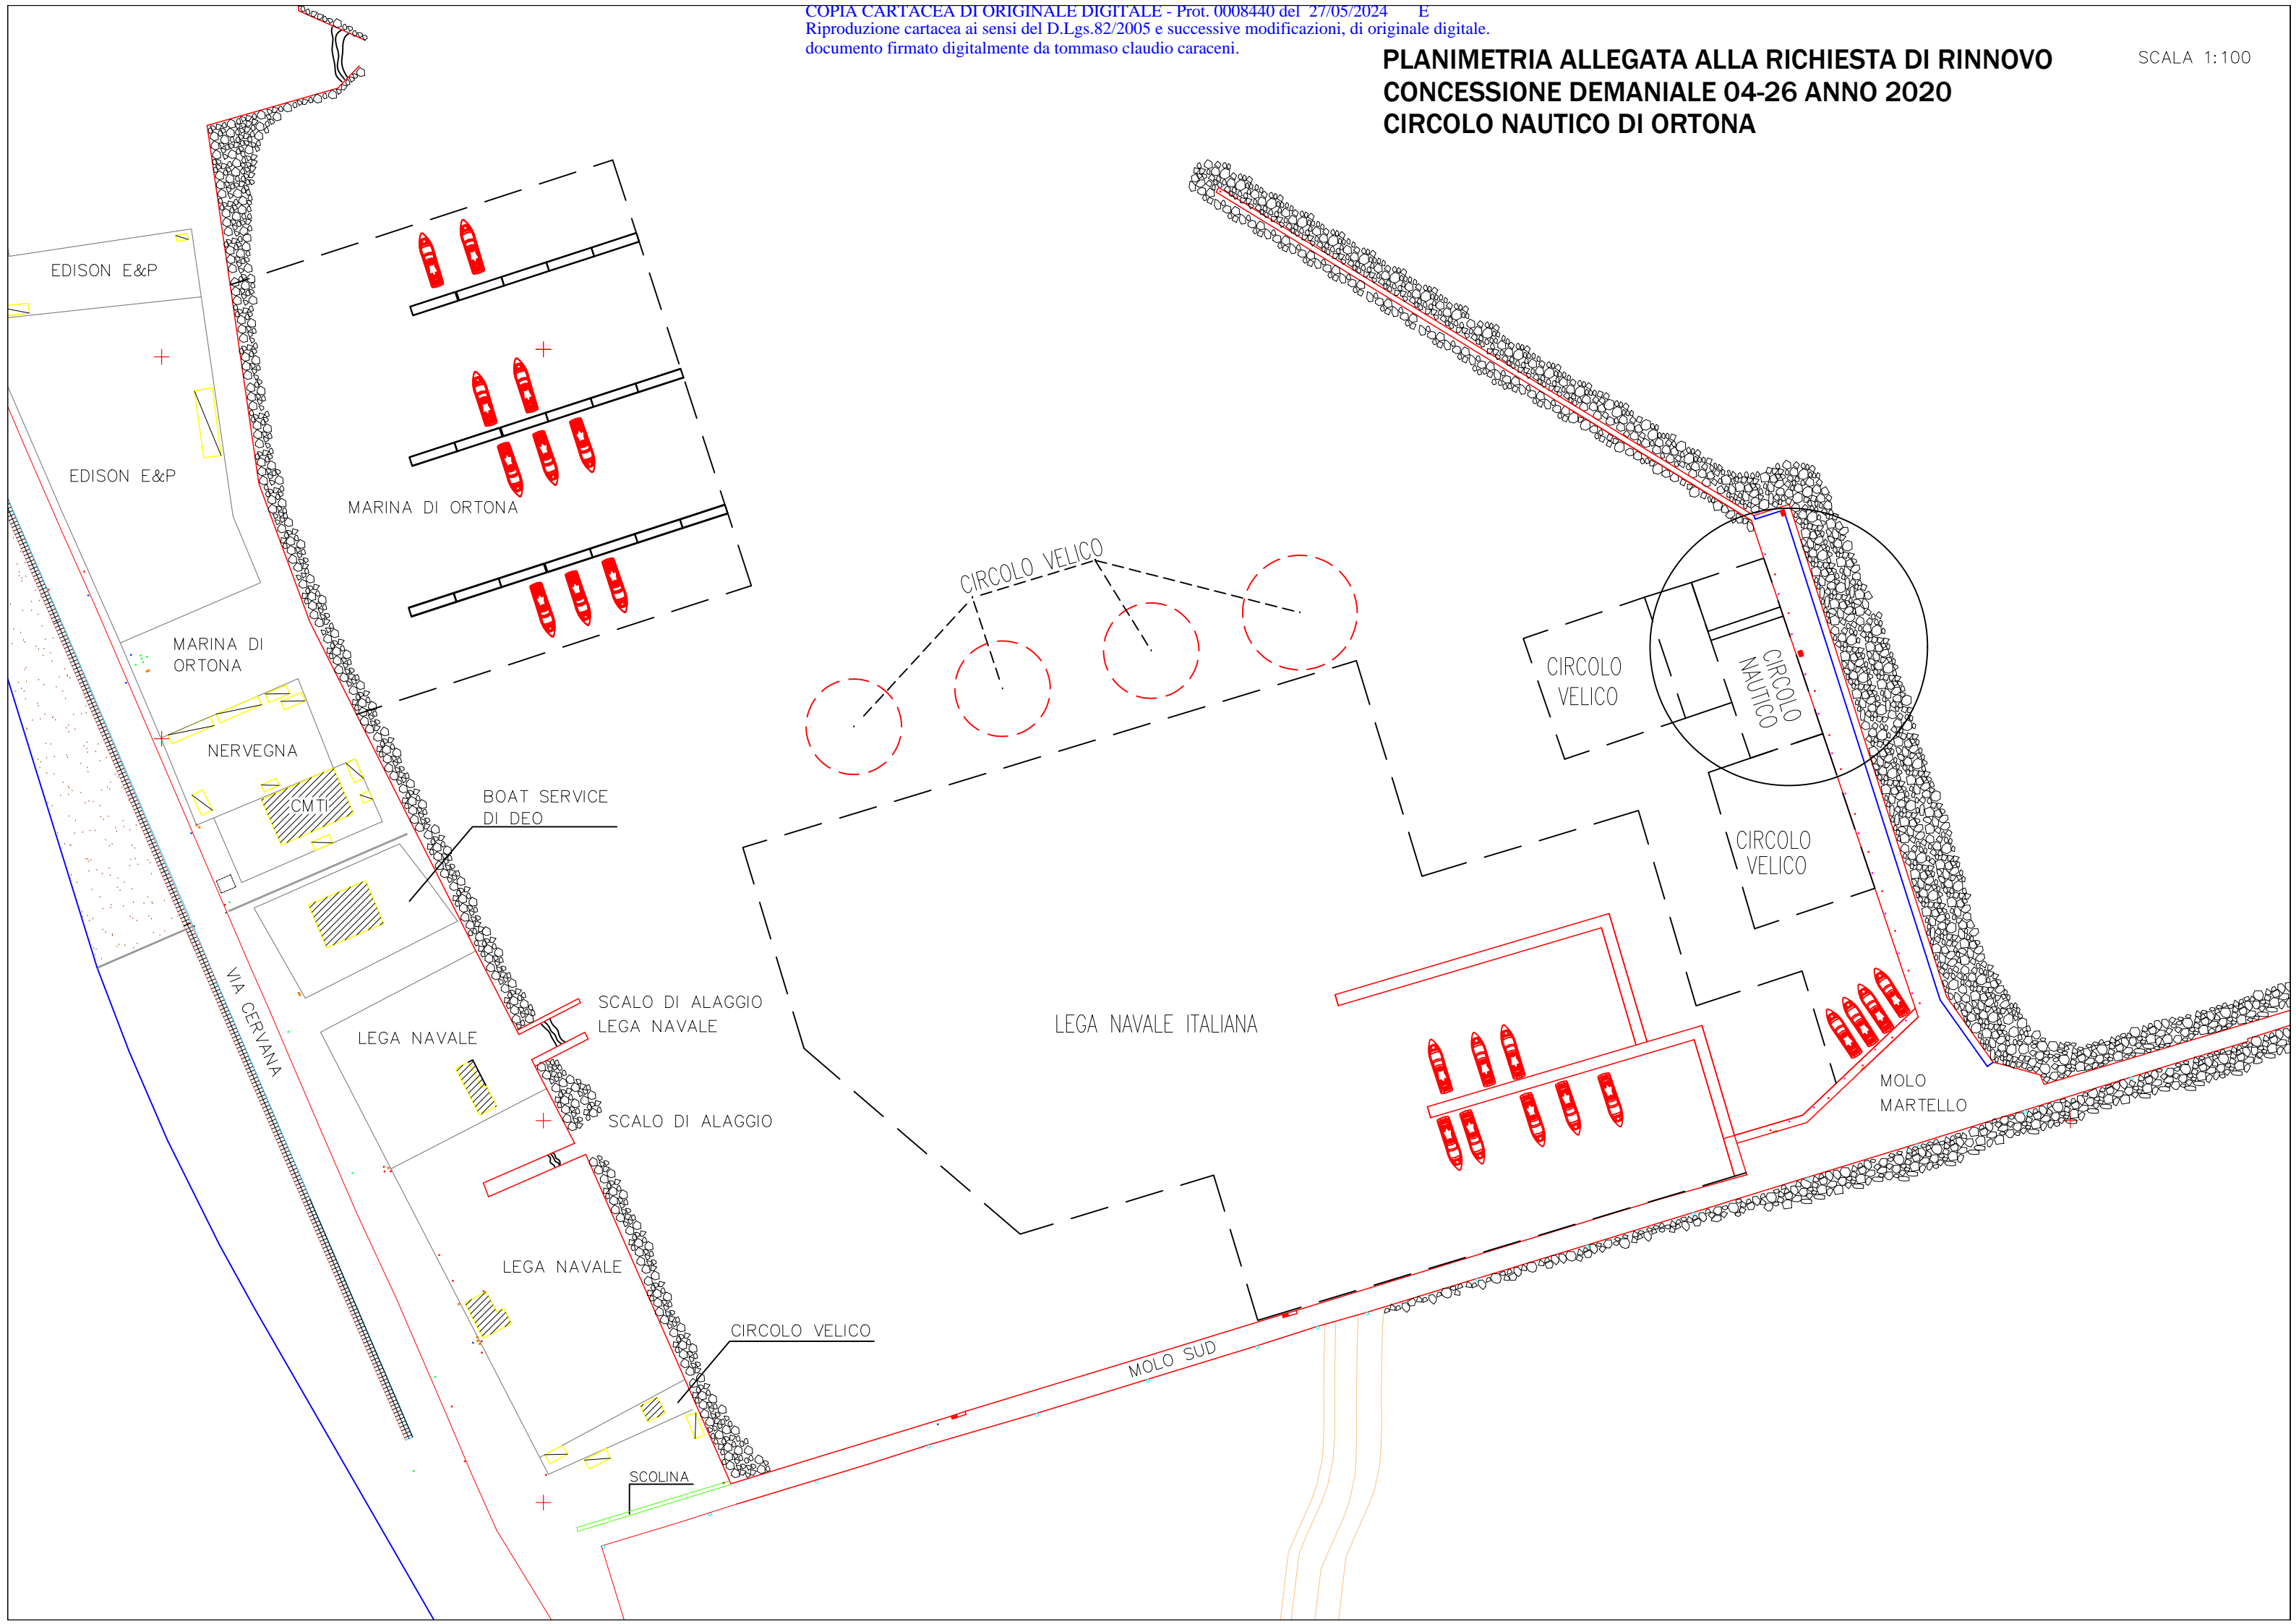 COPIA CARTACEA DI ORIGINALE DIGITALE - Prot. 0008440 del 27/05/2024 E
Riproduzione cartacea ai sensi del D.Lgs.82/2005 e successive modificazioni, di originale digitale.
documento firmato digitalmente da tommaso claudio caraceni.
PLANIMETRIA ALLEGATA ALLA RICHIESTA DI RINNOVO
CONCESSIONE DEMANIALE 04-26 ANNO 2020
CIRCOLO NAUTICO DI ORTONA
SCALA 1:100
EDISON E&P
EDISON E&P
MARINA DI ORTONA
CIRCOLO VELICO
MARINA DI
ORTONA
CIRCOLO
VELICO
CIRCOLO
NAUTICO
NERVEGNA
CMTI
BOAT SERVICE
DI DEO
CIRCOLO
VELICO
VIA CERVANA
SCALO DI ALAGGIO
LEGA NAVALE
LEGA NAVALE
LEGA NAVALE ITALIANA
MOLO
MARTELLO
SCALO DI ALAGGIO
LEGA NAVALE
CIRCOLO VELICO
MOLO SUD
SCOLINA